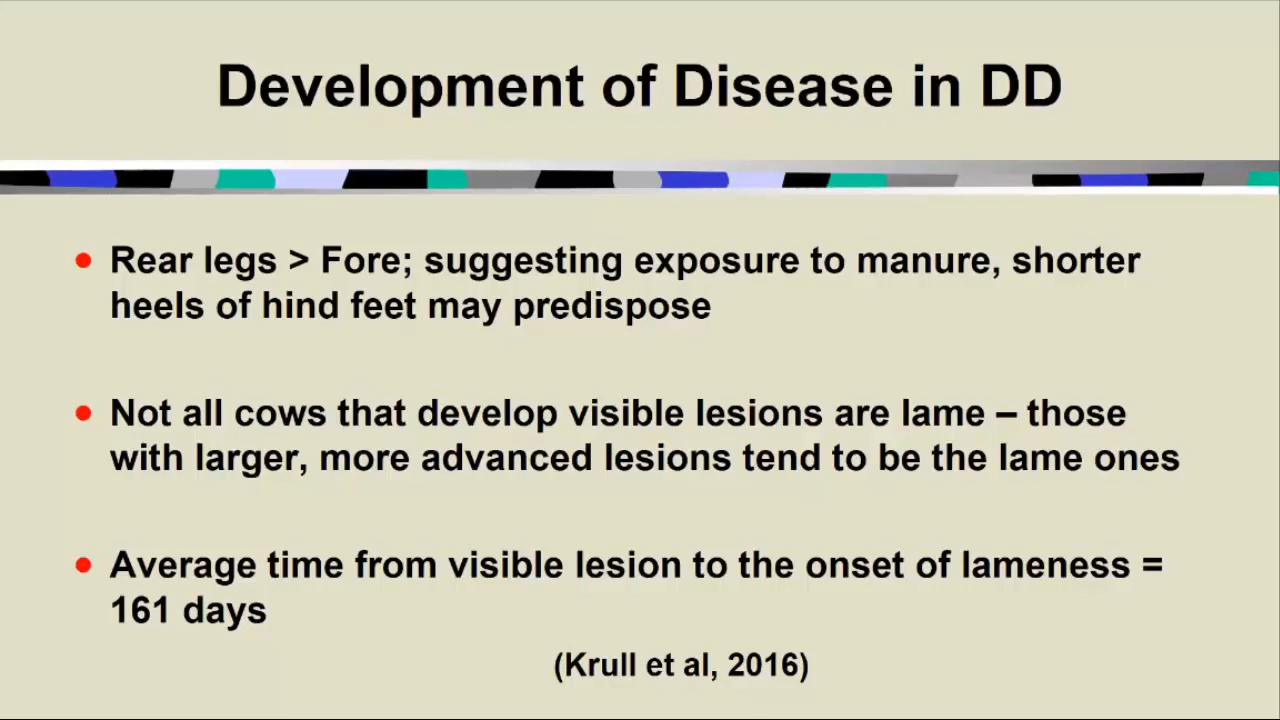 Development of Disease in DD
• Rear legs > Fore; suggesting exposure to manure, shorter
heels of hind feet may predispose
• Not all cows that develop visible lesions are lame – those
with larger, more advanced lesions tend to be the lame ones
• Average time from visible lesion to the onset of lameness =
161 days
(Krull et al, 2016)